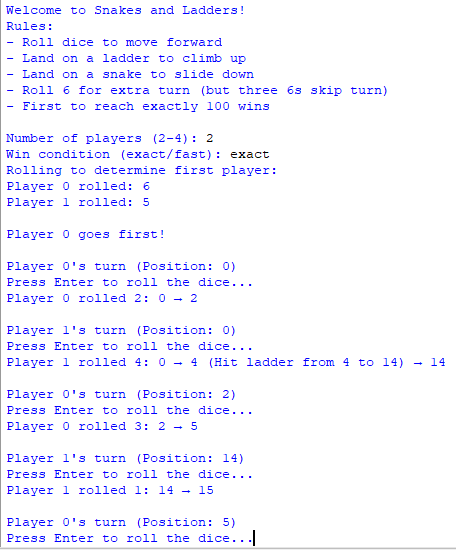 Welcome to Snakes and Ladders!
Rules:
- Roll dice to move forward
- Land on a ladder to climb up
- Land on a snake to slide down
- Roll 6 for extra turn (but three 6s skip turn)
- First to reach exactly 100 wins
Number of players (2-4): 2
Win condition (exact/fast): exact
Rolling to determine first player:
Player 0 rolled: 6
Player 1 rolled: 5
Player 0 goes first!
Player 0's turn (Position: 0)
Press Enter to roll the dice...
Player 0 rolled 2: 0 → 2
Player 1's turn (Position: 0)
Press Enter to roll the dice...
Player 1 rolled 4: 0 → 4 (Hit ladder from 4 to 14) → 14
Player 0's turn (Position: 2)
Press Enter to roll the dice...
Player 0 rolled 3: 2 → 5
Player 1's turn (Position: 14)
Press Enter to roll the dice...
Player 1 rolled 1: 14 → 15
Player 0's turn (Position: 5)
Press Enter to roll the dice...